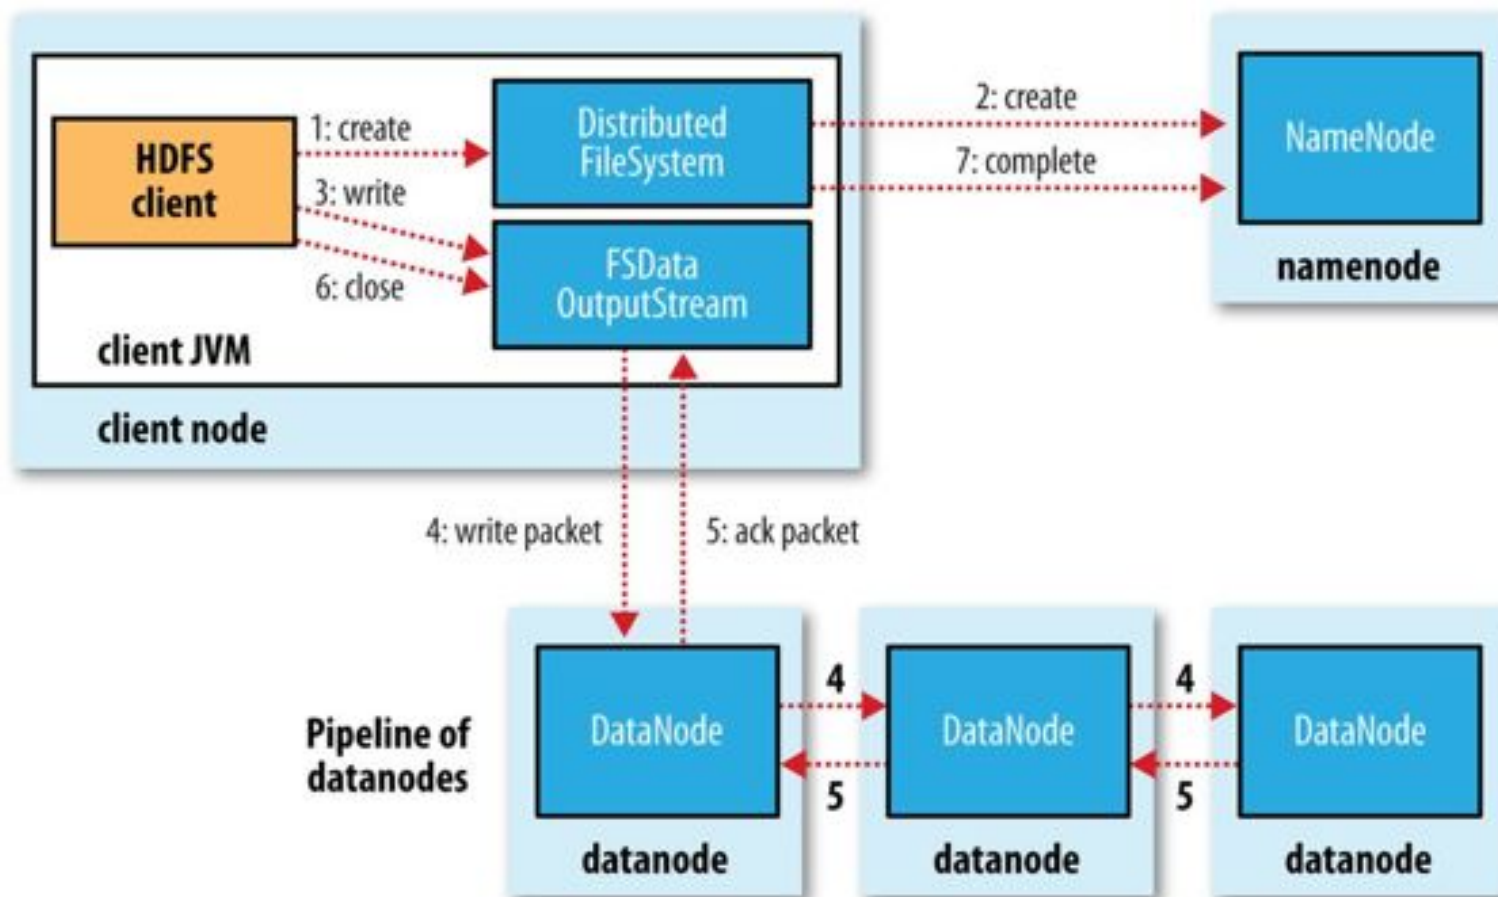 HDFS
client
1: create
3: write
6: close
Distributed
FileSystem
FSData
OutputStream
client JVM
client node
2: create
7: complete
NameNode
namenode
4: write packet
5: ack packet
Pipeline of
datanodes
DataNode
datanode
4
5
DataNode
datanode
4
5
DataNode
datanode